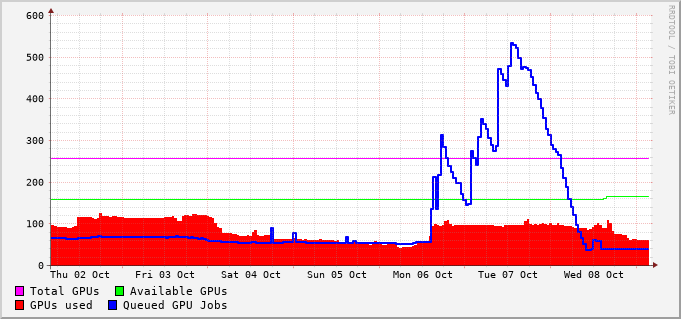 600
500
400
300
200
100
0
Thu 02 Oct Fri 03 Oct Sat 04 Oct Sun 05 Oct Mon 06 Oct Tue 07 Oct Wed 08 Oct
Total GPUs Available GPUs
GPUs used Queued GPU Jobs
RRDTOOL / TOBI OETIKER